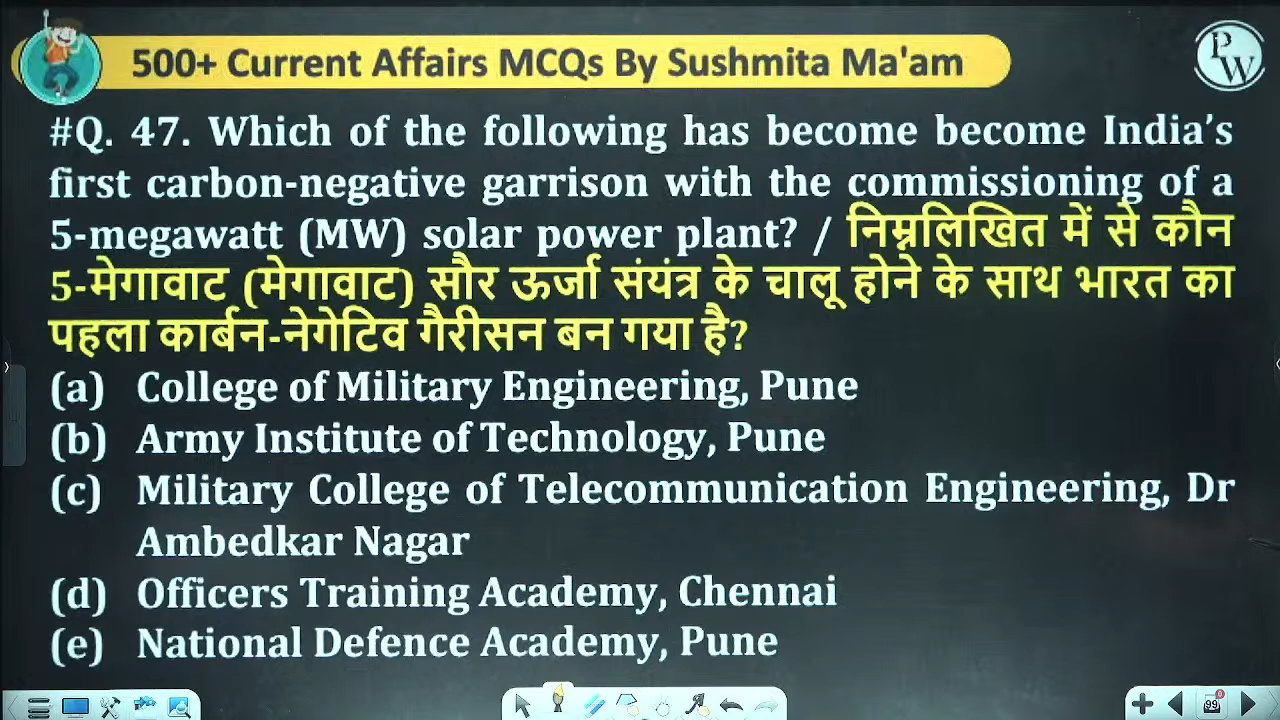 500+ Current Affairs MCQs By Sushmita Ma'am
PW
#Q. 47. Which of the following has become become India's
first carbon-negative garrison with the commissioning of a
5-megawatt (MW) solar power plant? / निम्नलिखित में से कौन
5-मेगावाट (मेगावाट) सौर ऊर्जा संयंत्र के चालू होने के साथ भारत का
पहला कार्बन-नेगेटिव गैरीसन बन गया है?
(a) College of Military Engineering, Pune
(b) Army Institute of Technology, Pune
(c) Military College of Telecommunication Engineering, Dr
Ambedkar Nagar
(d) Officers Training Academy, Chennai
(e) National Defence Academy, Pune
99